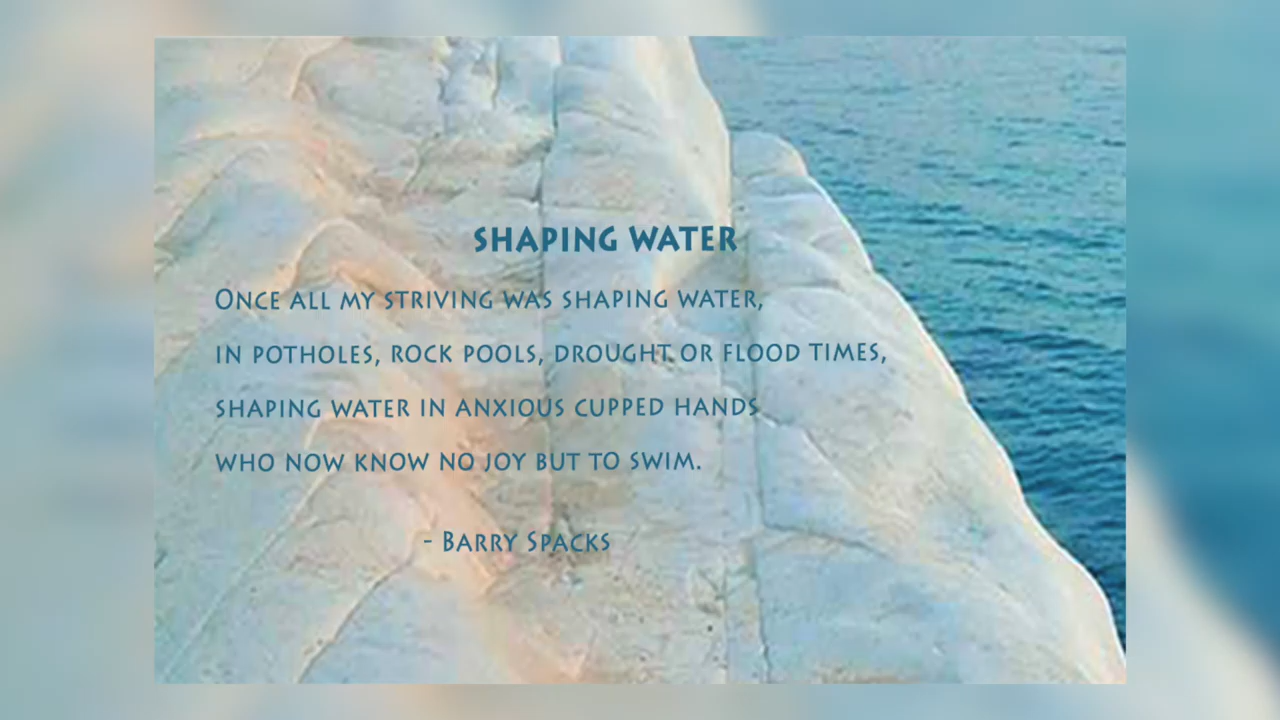 SHAPING WATER
ONCE ALL MY STRIVING WAS SHAPING WATER,
IN POTHOLES, ROCK POOLS, DROUGHT OR FLOOD TIMES,
SHAPING WATER IN ANXIOUS CUPPED HANDS
WHO NOW KNOW NO JOY BUT TO SWIM.
- BARRY SPACKS